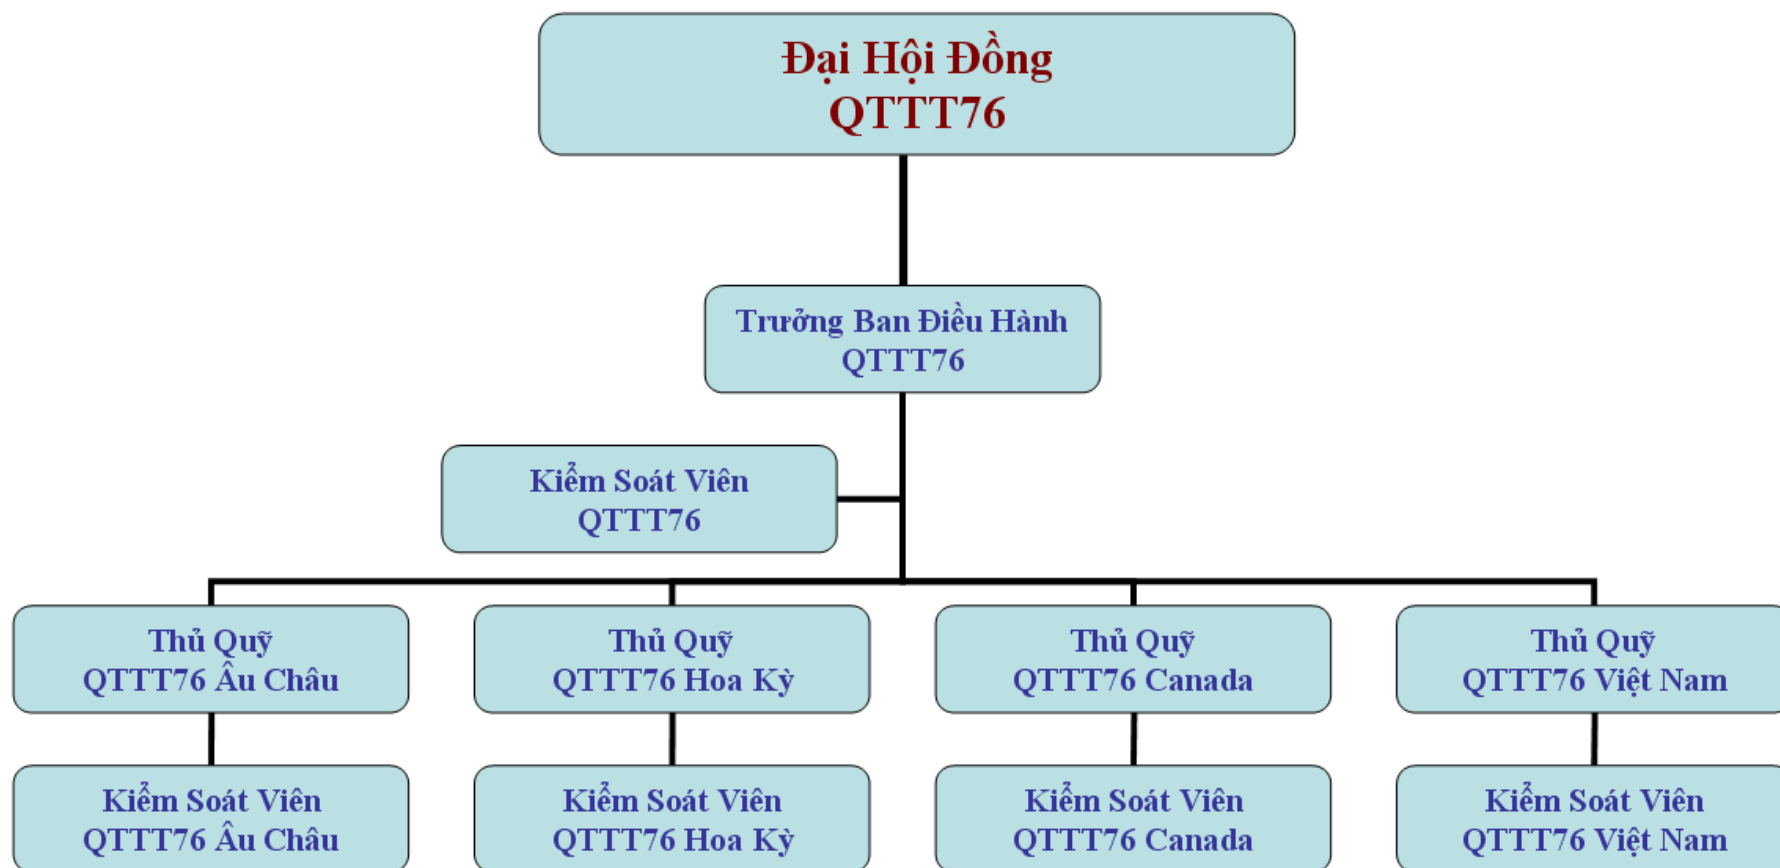 Đại Hội Đồng
QTTT76
Trưởng Ban Điều Hành
QTTT76
Kiểm Soát Viên
QTTT76
Thủ Quỹ
QTTT76 Âu Châu
Thủ Quỹ
QTTT76 Hoa Kỳ
Thủ Quỹ
QTTT76 Canada
Thủ Quỹ
QTTT76 Việt Nam
Kiểm Soát Viên
QTTT76 Âu Châu
Kiểm Soát Viên
QTTT76 Hoa Kỳ
Kiểm Soát Viên
QTTT76 Canada
Kiểm Soát Viên
QTTT76 Việt Nam